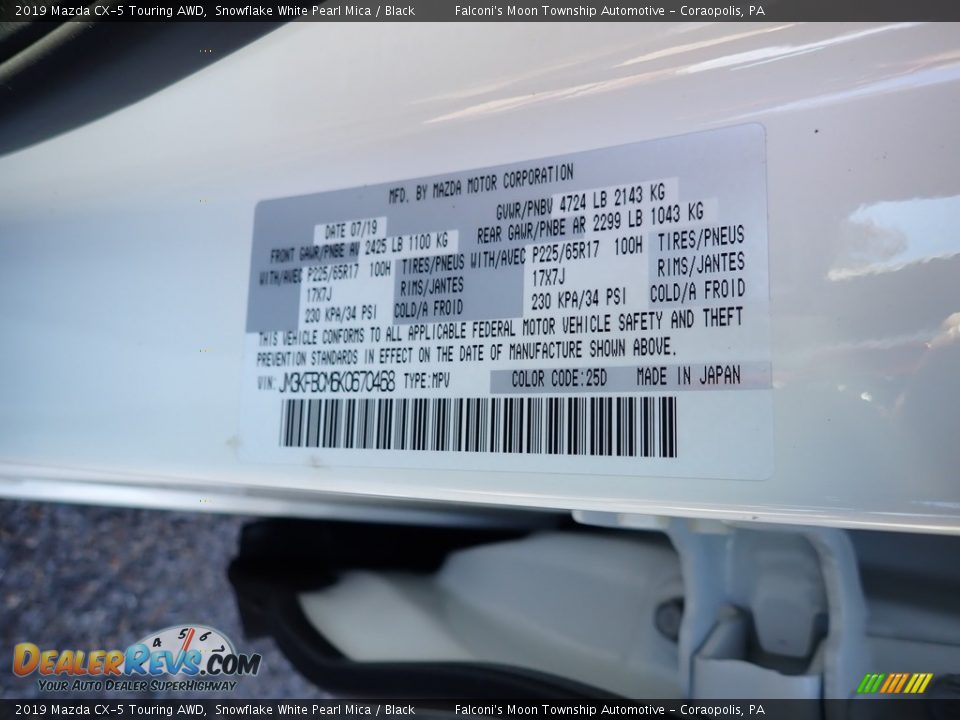 2019 Mazda CX-5 Touring AWD, Snowflake White Pearl Mica / Black Falconi's Moon Township Automotive - Coraopolis, PA
MFD. BY MAZDA MOTOR CORPORATION
DATE 07/19 GVWR/PNBV 4724 LB 2143 KG
FRONT GAWR/PNBE AV 2425 LB 1100 KG REAR GAWR/PNBE AR 2299 LB 1043 KG
WITH/AVEC P225/65R17 100H TIRES/PNEUS WITH/AVEC P225/65R17 100H TIRES/PNEUS
17X7J RIMS/JANTES 17X7J RIMS/JANTES
230 KPA/34 PSI COLD/A FROID 230 KPA/34 PSI COLD/A FROID
THIS VEHICLE CONFORMS TO ALL APPLICABLE FEDERAL MOTOR VEHICLE SAFETY AND THEFT
PREVENTION STANDARDS IN EFFECT ON THE DATE OF MANUFACTURE SHOWN ABOVE.
VIN: JM3KFBCM6K0670468 TYPE:MPV COLOR CODE:25D MADE IN JAPAN
4 5 6
DEALERREVS.COM
YOUR AUTO DEALER SUPERHIGHWAY
2019 Mazda CX-5 Touring AWD, Snowflake White Pearl Mica / Black Falconi's Moon Township Automotive - Coraopolis, PA